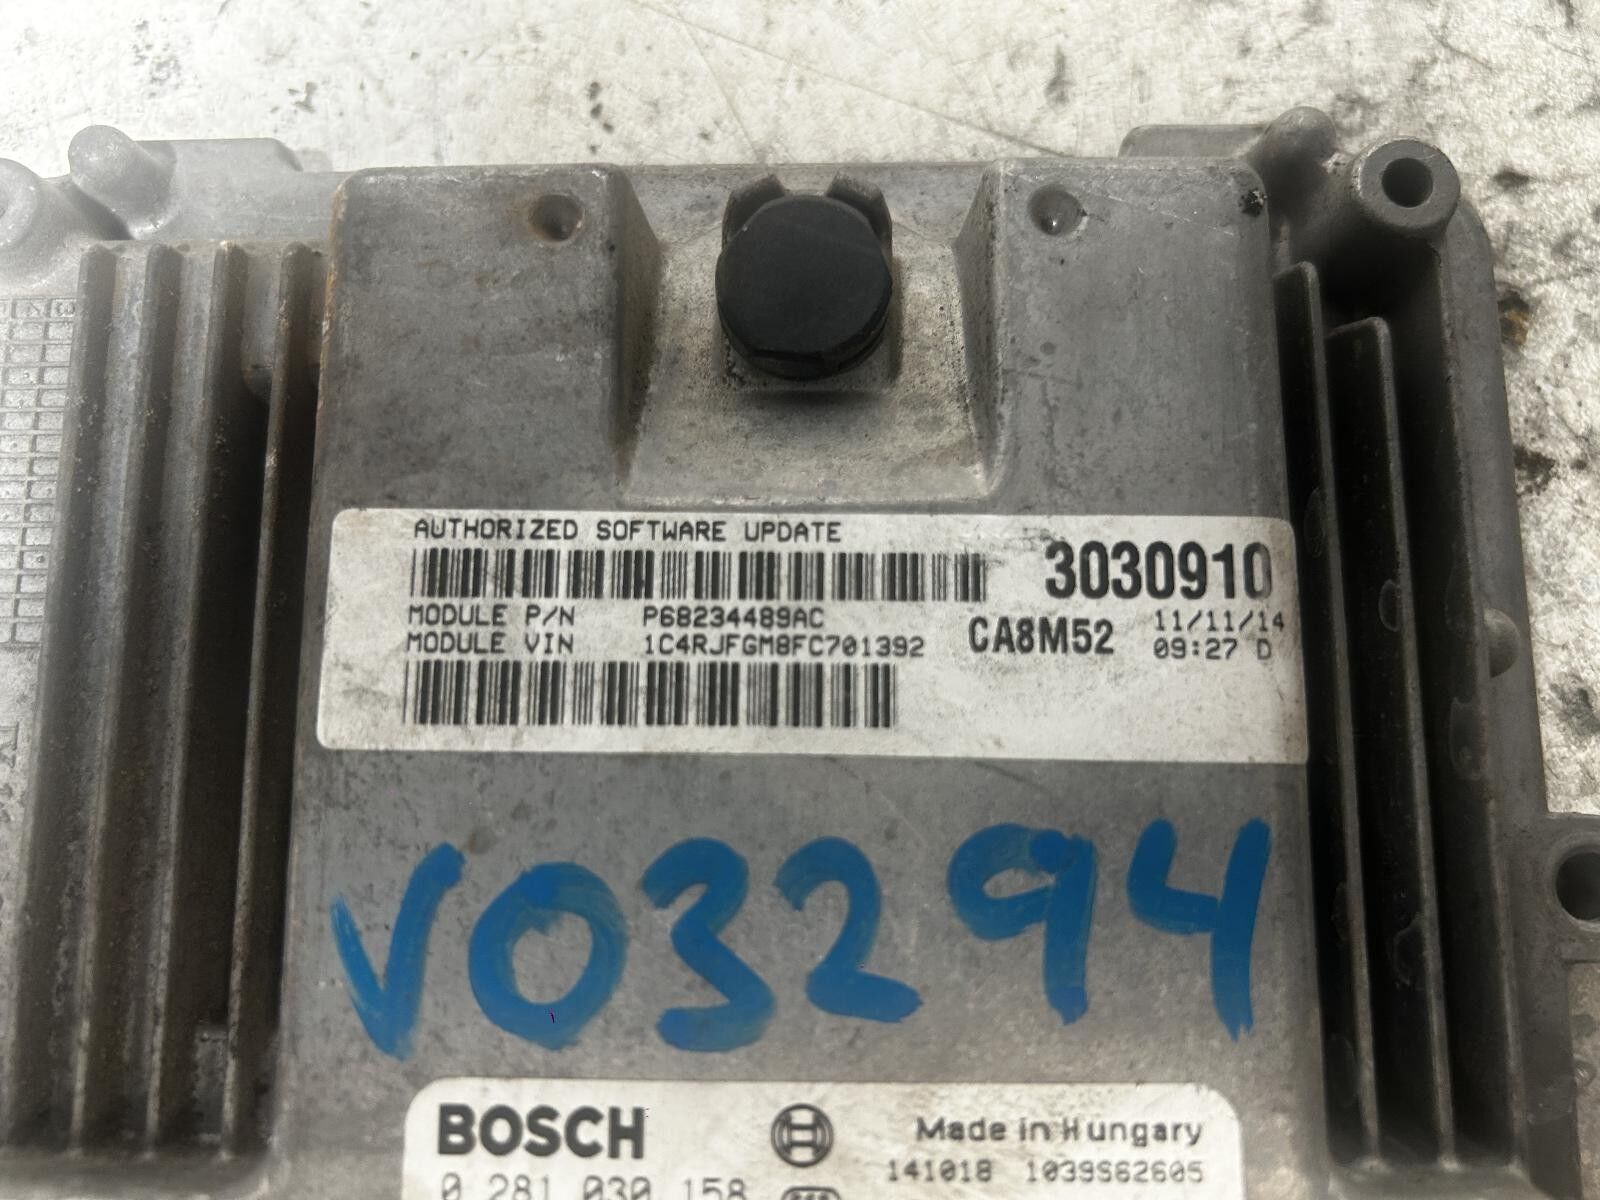 AUTHORIZED SOFTWARE UPDATE
3030910
MODULE P/N P68234489AC
MODULE VIN 1C4RJFGM8FC701392
CA8M52
11/11/14
09:27 D
V03294
BOSCH
Made in Hungary
0 281 030 158
141018 1039S62605